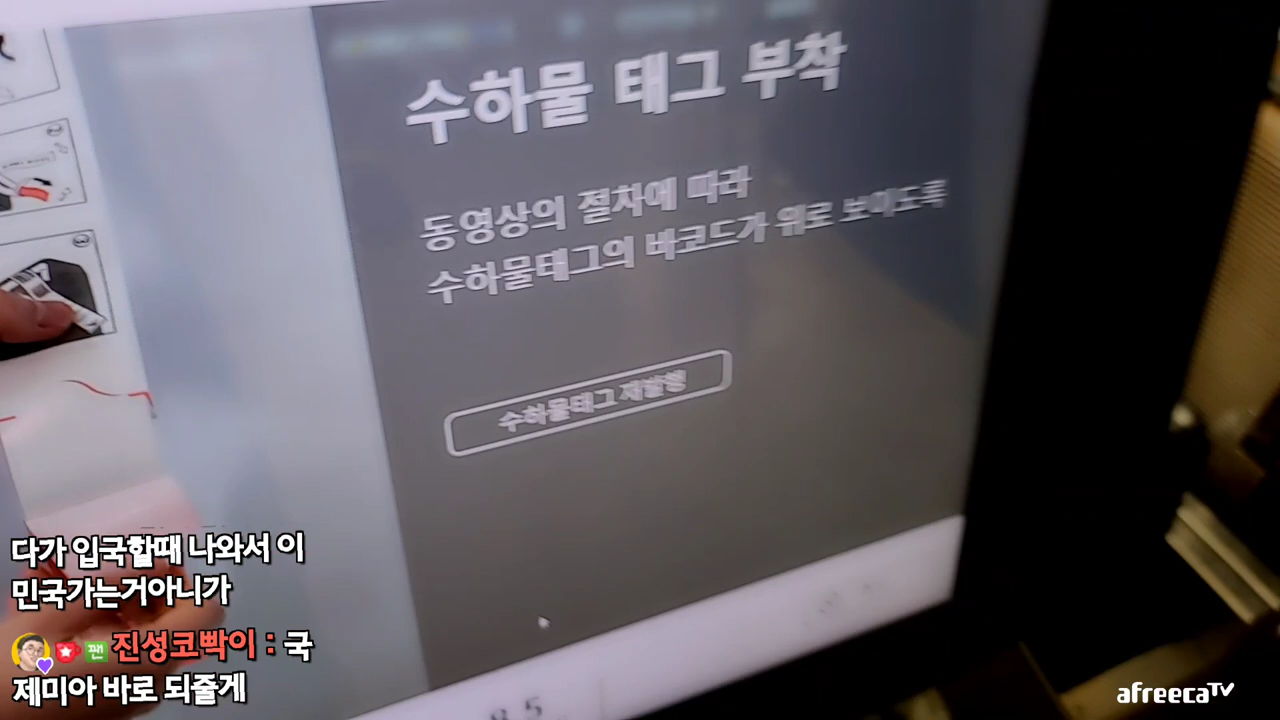 수하물 태그 부착
동영상의 절차에 따라
수하물태그의 바코드가 위로 보이도록
수하물태그 재발행
다가 입국할때 나와서 이
민국가는거아니가
팬 진성코빡이 : 국
제미아 바로 되줄게
afreecaTV